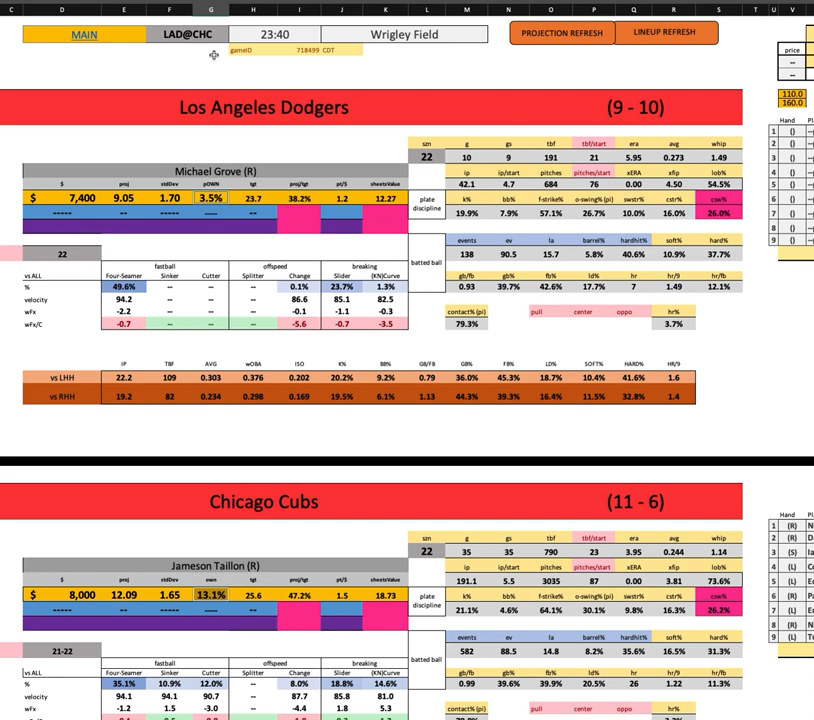 C D E F G H I J K L M N O P Q R S T U V
MAIN LAD@CHC 23:40 Wrigley Field PROJECTION REFRESH LINEUP REFRESH
gameID 718499 CDT
price
--
--
Los Angeles Dodgers (9 - 10)
110.0
160.0
Hand
szn g gs tbf tbf/start era avg whip
22 10 9 191 21 5.95 0.273 1.49
Michael Grove (R)
ip ip/start pitches pitches/start xERA xfip lob%
42.1 4.7 684 76 0.00 4.50 54.5%
$ proj stdDev pOWN tgt proj/tgt pt/$ sheetsValue
$ 7,400 9.05 1.70 3.5% 23.7 38.2% 1.2 12.27
----- -- -- ---- --
plate discipline
k% bb% f-strike% o-swing% (pi) swstr% cstr% csw%
19.9% 7.9% 57.1% 26.7% 10.0% 16.0% 26.0%
1 ()
2 ()
3 ()
4 ()
5 ()
6 ()
7 ()
8 ()
9 ()
22
batted ball
events ev la barrel% hardhit% soft% hard%
138 90.5 15.7 5.8% 40.6% 10.9% 37.7%
fastball offspeed breaking
vs ALL Four-Seamer Sinker Cutter Splitter Change Slider (KN)Curve
% 49.6% -- -- -- 0.1% 23.7% 1.3%
velocity 94.2 86.6 85.1 82.5
wFx -2.2 -0.1 -1.1 -0.3
wFx/C -0.7 -- -- -- -5.6 -0.7 -3.5
gb/fb gb% fb% ld% hr hr/9 hr/fb
0.93 39.7% 42.6% 17.7% 7 1.49 12.1%
contact% (pi) pull center oppo hr%
79.3% 3.7%
IP TBF AVG wOBA ISO K% BB% GB/FB GB% FB% LD% SOFT% HARD% HR/9
vs LHH 22.2 109 0.303 0.376 0.202 20.2% 9.2% 0.79 36.0% 45.3% 18.7% 10.4% 41.6% 1.6
vs RHH 19.2 82 0.234 0.298 0.169 19.5% 6.1% 1.13 44.3% 39.3% 16.4% 11.5% 32.8% 1.4
Chicago Cubs (11 - 6)
Hand
szn g gs tbf tbf/start era avg whip
22 35 35 790 23 3.95 0.244 1.14
Jameson Taillon (R)
ip ip/start pitches pitches/start xERA xfip lob%
191.1 5.5 3035 87 0.00 3.81 73.6%
$ proj stdDev own tgt proj/tgt pt/$ sheetsValue
$ 8,000 12.09 1.65 13.1% 25.6 47.2% 1.5 18.73
----- -- -- ---- --
plate discipline
k% bb% f-strike% o-swing% (pi) swstr% cstr% csw%
21.1% 4.6% 64.1% 30.1% 9.8% 16.3% 26.2%
1 (R)
2 (R)
3 (S)
4 (L)
5 (L)
6 (R)
7 (L)
8 (R)
9 (L)
21-22
batted ball
events ev la barrel% hardhit% soft% hard%
582 88.5 14.8 8.2% 35.6% 16.5% 31.3%
fastball offspeed breaking
vs ALL Four-Seamer Sinker Cutter Splitter Change Slider (KN)Curve
% 35.1% 10.9% 12.0% -- 8.0% 18.8% 14.6%
velocity 94.1 94.1 90.7 87.7 85.8 81.0
wFx -1.2 1.5 -3.0 -4.4 1.8 5.3
gb/fb gb% fb% ld% hr hr/9 hr/fb
0.99 39.6% 39.9% 20.5% 26 1.22 11.3%
contact% (pi) pull center oppo hr%